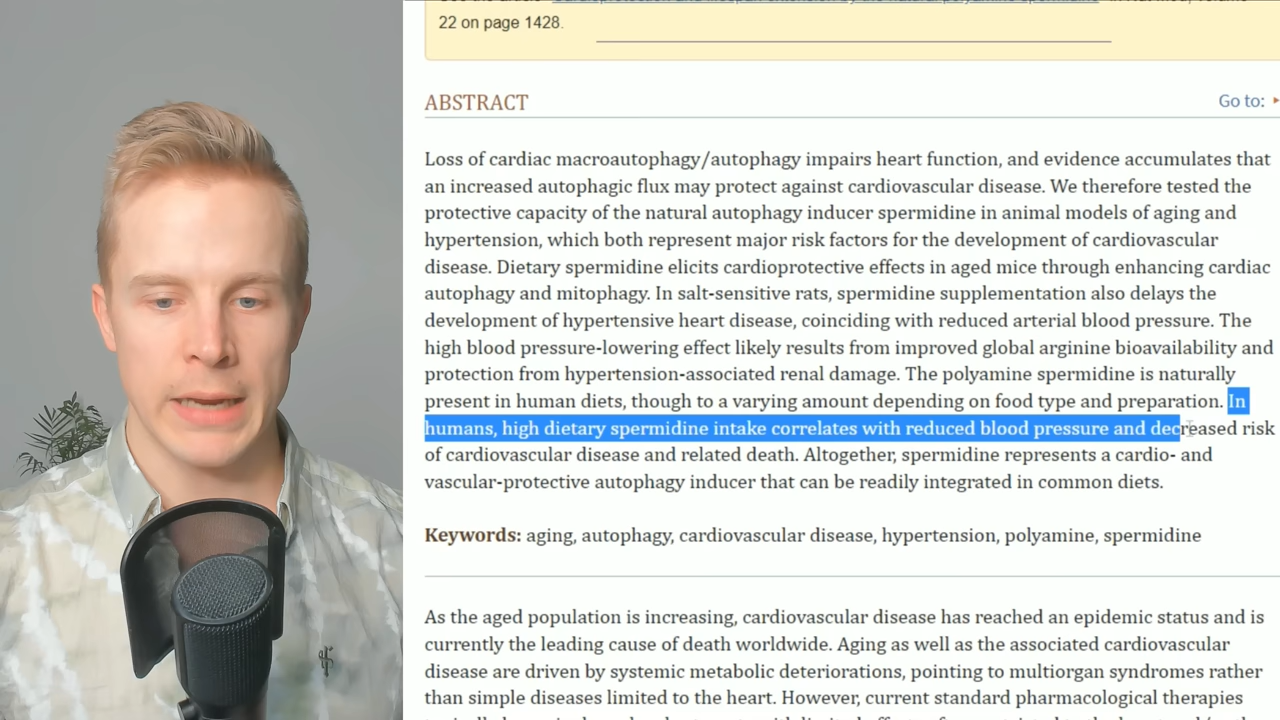 22 on page 1428.
ABSTRACT
Go to:
Loss of cardiac macroautophagy/autophagy impairs heart function, and evidence accumulates that
an increased autophagic flux may protect against cardiovascular disease. We therefore tested the
protective capacity of the natural autophagy inducer spermidine in animal models of aging and
hypertension, which both represent major risk factors for the development of cardiovascular
disease. Dietary spermidine elicits cardioprotective effects in aged mice through enhancing cardiac
autophagy and mitophagy. In salt-sensitive rats, spermidine supplementation also delays the
development of hypertensive heart disease, coinciding with reduced arterial blood pressure. The
high blood pressure-lowering effect likely results from improved global arginine bioavailability and
protection from hypertension-associated renal damage. The polyamine spermidine is naturally
present in human diets, though to a varying amount depending on food type and preparation. In
humans, high dietary spermidine intake correlates with reduced blood pressure and decreased risk
of cardiovascular disease and related death. Altogether, spermidine represents a cardio- and
vascular-protective autophagy inducer that can be readily integrated in common diets.
Keywords: aging, autophagy, cardiovascular disease, hypertension, polyamine, spermidine
As the aged population is increasing, cardiovascular disease has reached an epidemic status and is
currently the leading cause of death worldwide. Aging as well as the associated cardiovascular
disease are driven by systemic metabolic deteriorations, pointing to multiorgan syndromes rather
than simple diseases limited to the heart. However, current standard pharmacological therapies